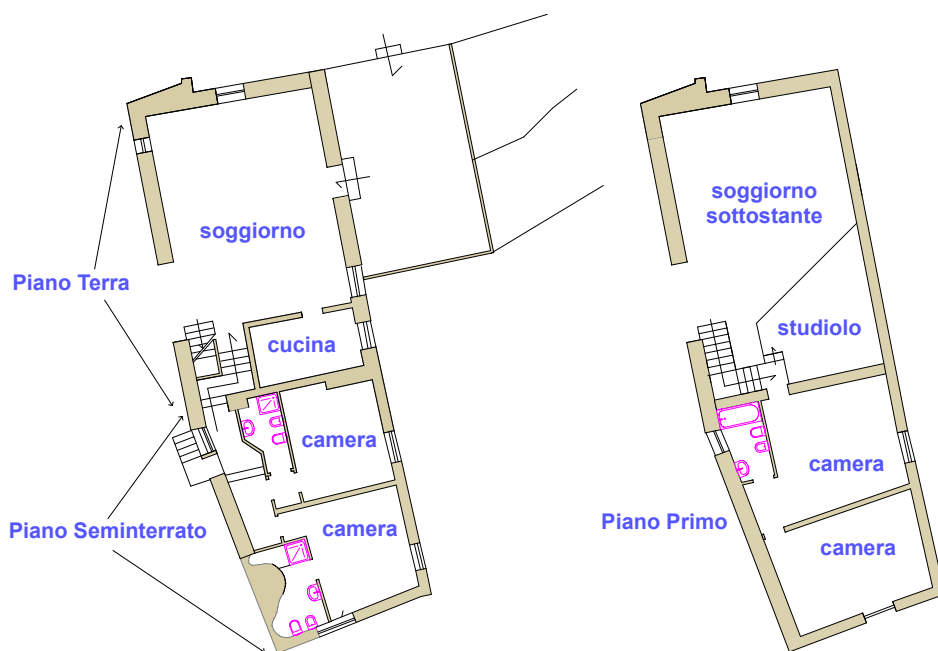 soggiorno
Piano Terra
cucina
camera
Piano Seminterrato
camera
soggiorno
sottostante
studiolo
camera
Piano Primo
camera